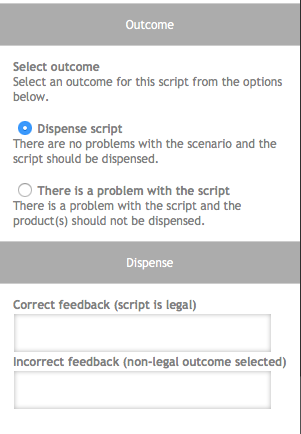 Outcome
Select outcome
Select an outcome for this script from the options
below.
Dispense script
There are no problems with the scenario and the
script should be dispensed.
There is a problem with the script
There is a problem with the script and the
product(s) should not be dispensed.
Dispense
Correct feedback (script is legal)
Incorrect feedback (non-legal outcome selected)